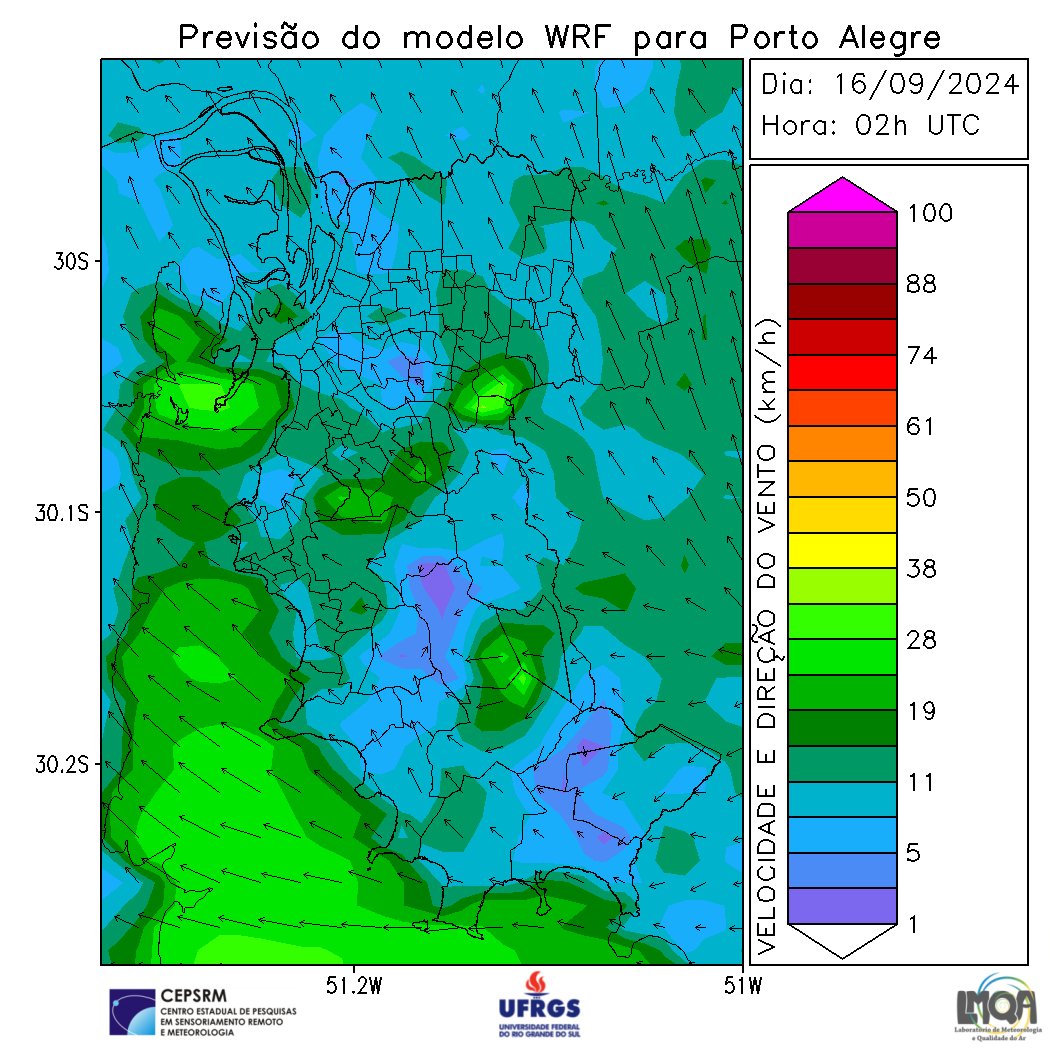 Previsão do modelo WRF para Porto Alegre
Dia: 16/09/2024
Hora: 02h UTC
30S
30.1S
30.2S
51.2W
51W
VELOCIDADE E DIREÇÃO DO VENTO (km/h)
100
88
74
61
50
38
28
19
11
5
1
CEPSRM
CENTRO ESTADUAL DE PESQUISAS
EM SENSORIAMENTO REMOTO
E METEOROLOGIA
UFRGS
UNIVERSIDADE FEDERAL
DO RIO GRANDE DO SUL
LMQA
Laboratório de Meteorologia
e Qualidade do Ar